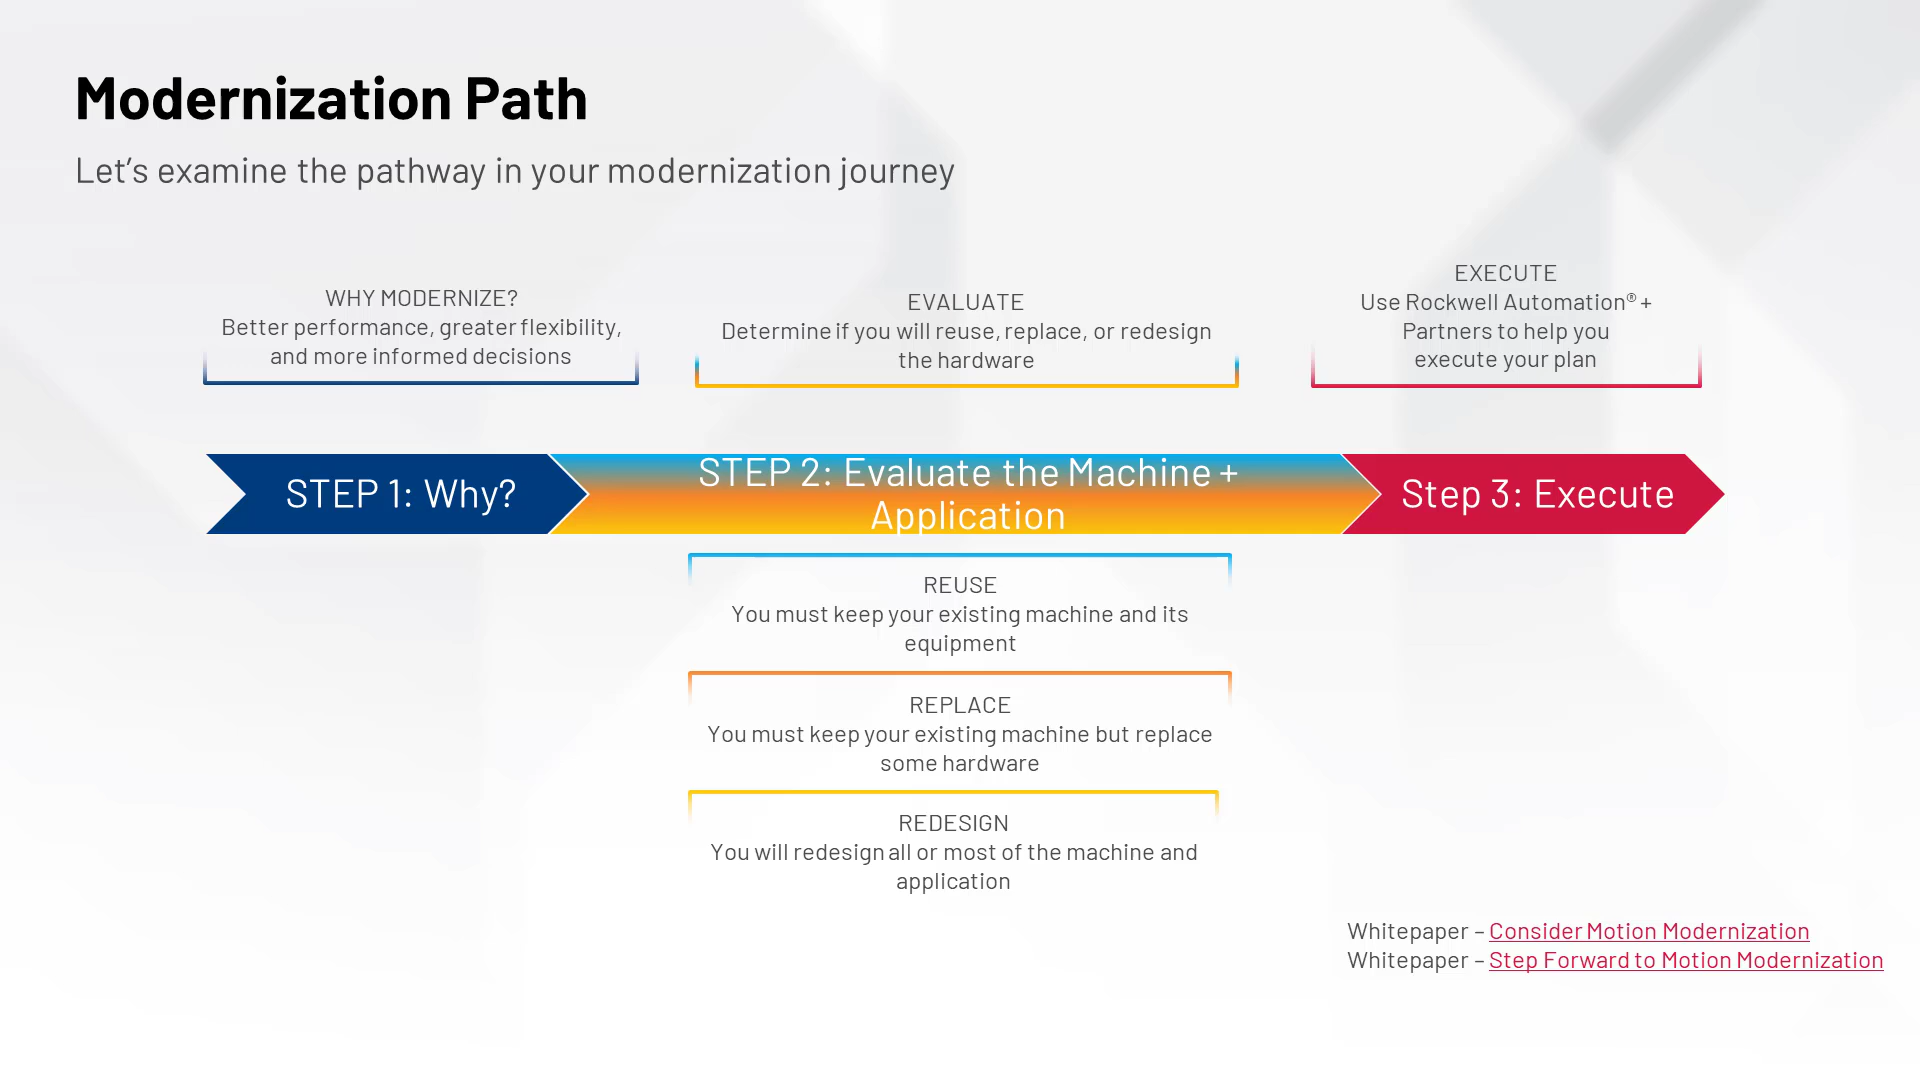 Modernization Path
Let’s examine the pathway in your modernization journey
WHY MODERNIZE?
Better performance, greater flexibility,
and more informed decisions
EVALUATE
Determine if you will reuse, replace, or redesign
the hardware
EXECUTE
Use Rockwell Automation® +
Partners to help you
execute your plan
STEP 1: Why?
STEP 2: Evaluate the Machine +
Application
Step 3: Execute
REUSE
You must keep your existing machine and its
equipment
REPLACE
You must keep your existing machine but replace
some hardware
REDESIGN
You will redesign all or most of the machine and
application
Whitepaper – Consider Motion Modernization
Whitepaper – Step Forward to Motion Modernization